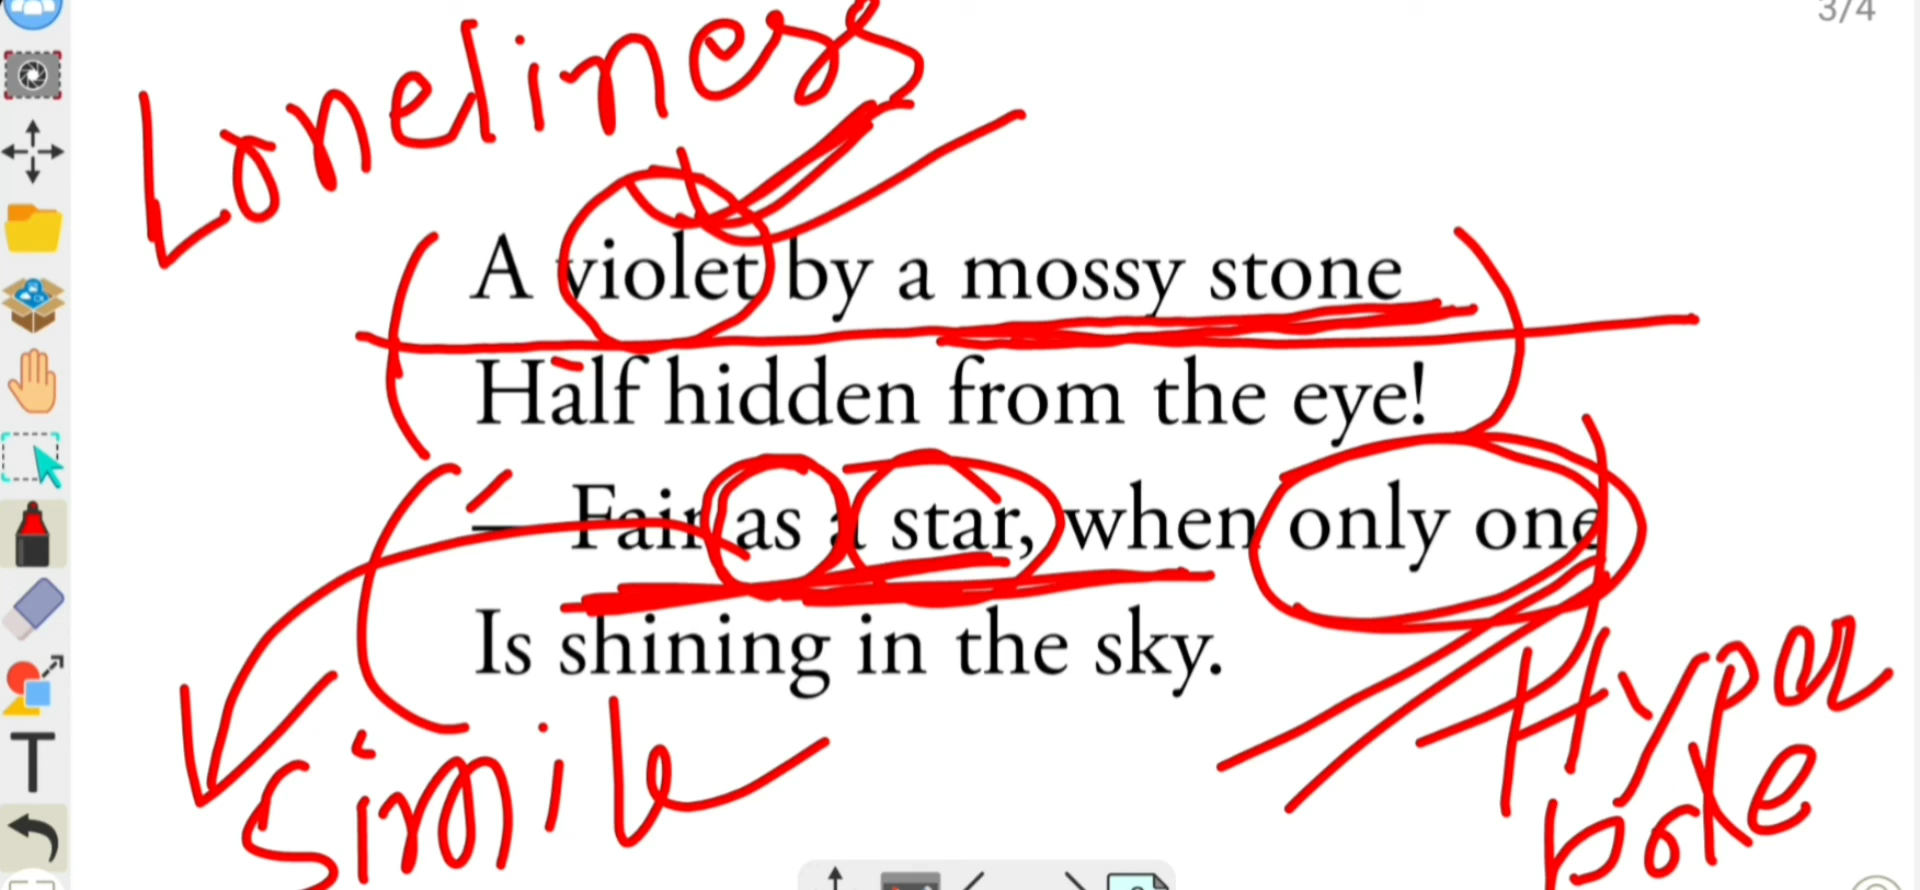 3/4
Loneliness
A violet by a mossy stone
Half hidden from the eye!
— Fair as a star, when only one
Is shining in the sky.
Simile
Hyper
bole
T